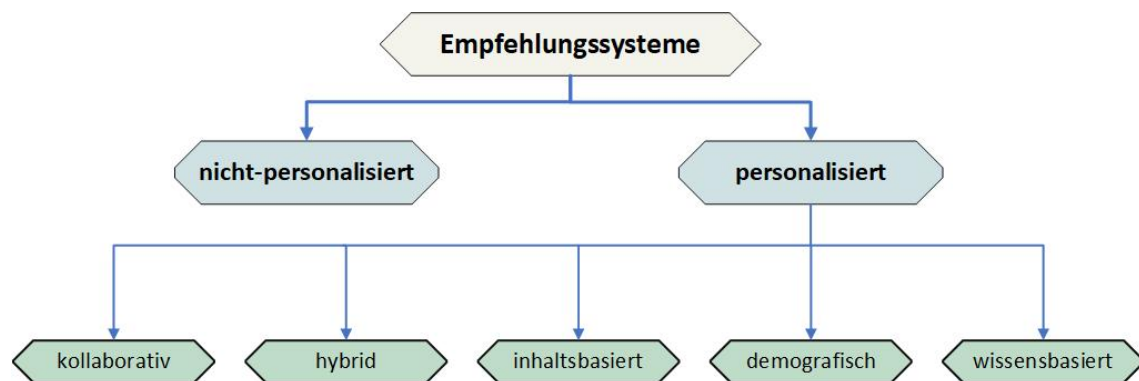 Empfehlungssysteme
nicht-personalisiert
personalisiert
kollaborativ
hybrid
inhaltsbasiert
demografisch
wissensbasiert